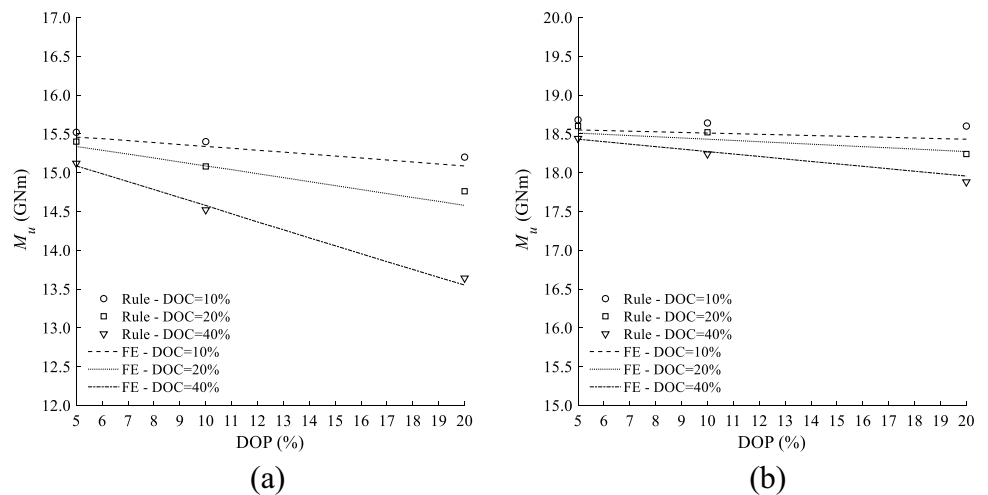 17.0
16.5
16.0
15.5
15.0
14.5
14.0
13.5
13.0
12.5
12.0
M_u (GNm)
Rule - DOC=10%
Rule - DOC=20%
Rule - DOC=40%
FE - DOC=10%
FE - DOC=20%
FE - DOC=40%
5 6 7 8 9 10 11 12 13 14 15 16 17 18 19 20
DOP (%)
(a)
20.0
19.5
19.0
18.5
18.0
17.5
17.0
16.5
16.0
15.5
15.0
M_u (GNm)
Rule - DOC=10%
Rule - DOC=20%
Rule - DOC=40%
FE - DOC=10%
FE - DOC=20%
FE - DOC=40%
5 6 7 8 9 10 11 12 13 14 15 16 17 18 19 20
DOP (%)
(b)